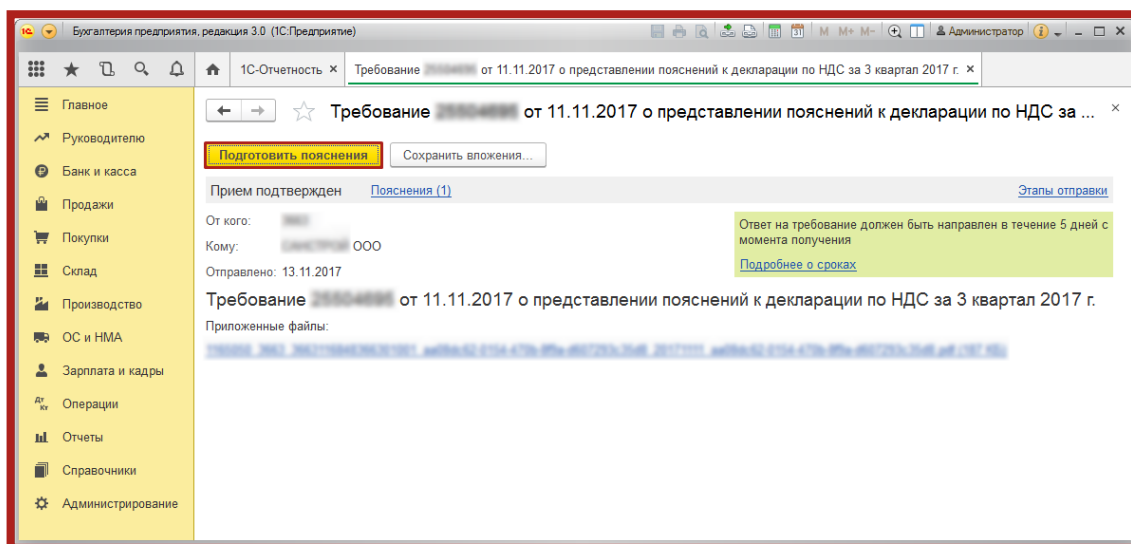 Бухгалтерия предприятия, редакция 3.0 (1С:Предприятие)
31 M M+ M- Администратор
1С-Отчетность × Требование от 11.11.2017 о представлении пояснений к декларации по НДС за 3 квартал 2017 г. ×
Главное
Руководителю
Банк и касса
Продажи
Покупки
Склад
Производство
ОС и НМА
Зарплата и кадры
Дт Кт Операции
Отчеты
Справочники
Администрирование
Требование от 11.11.2017 о представлении пояснений к декларации по НДС за ... ×
Подготовить пояснения Сохранить вложения...
Прием подтвержден Пояснения (1) Этапы отправки
От кого:
Кому: ООО
Отправлено: 13.11.2017
Ответ на требование должен быть направлен в течение 5 дней с
момента получения
Подробнее о сроках
Требование от 11.11.2017 о представлении пояснений к декларации по НДС за 3 квартал 2017 г.
Приложенные файлы: